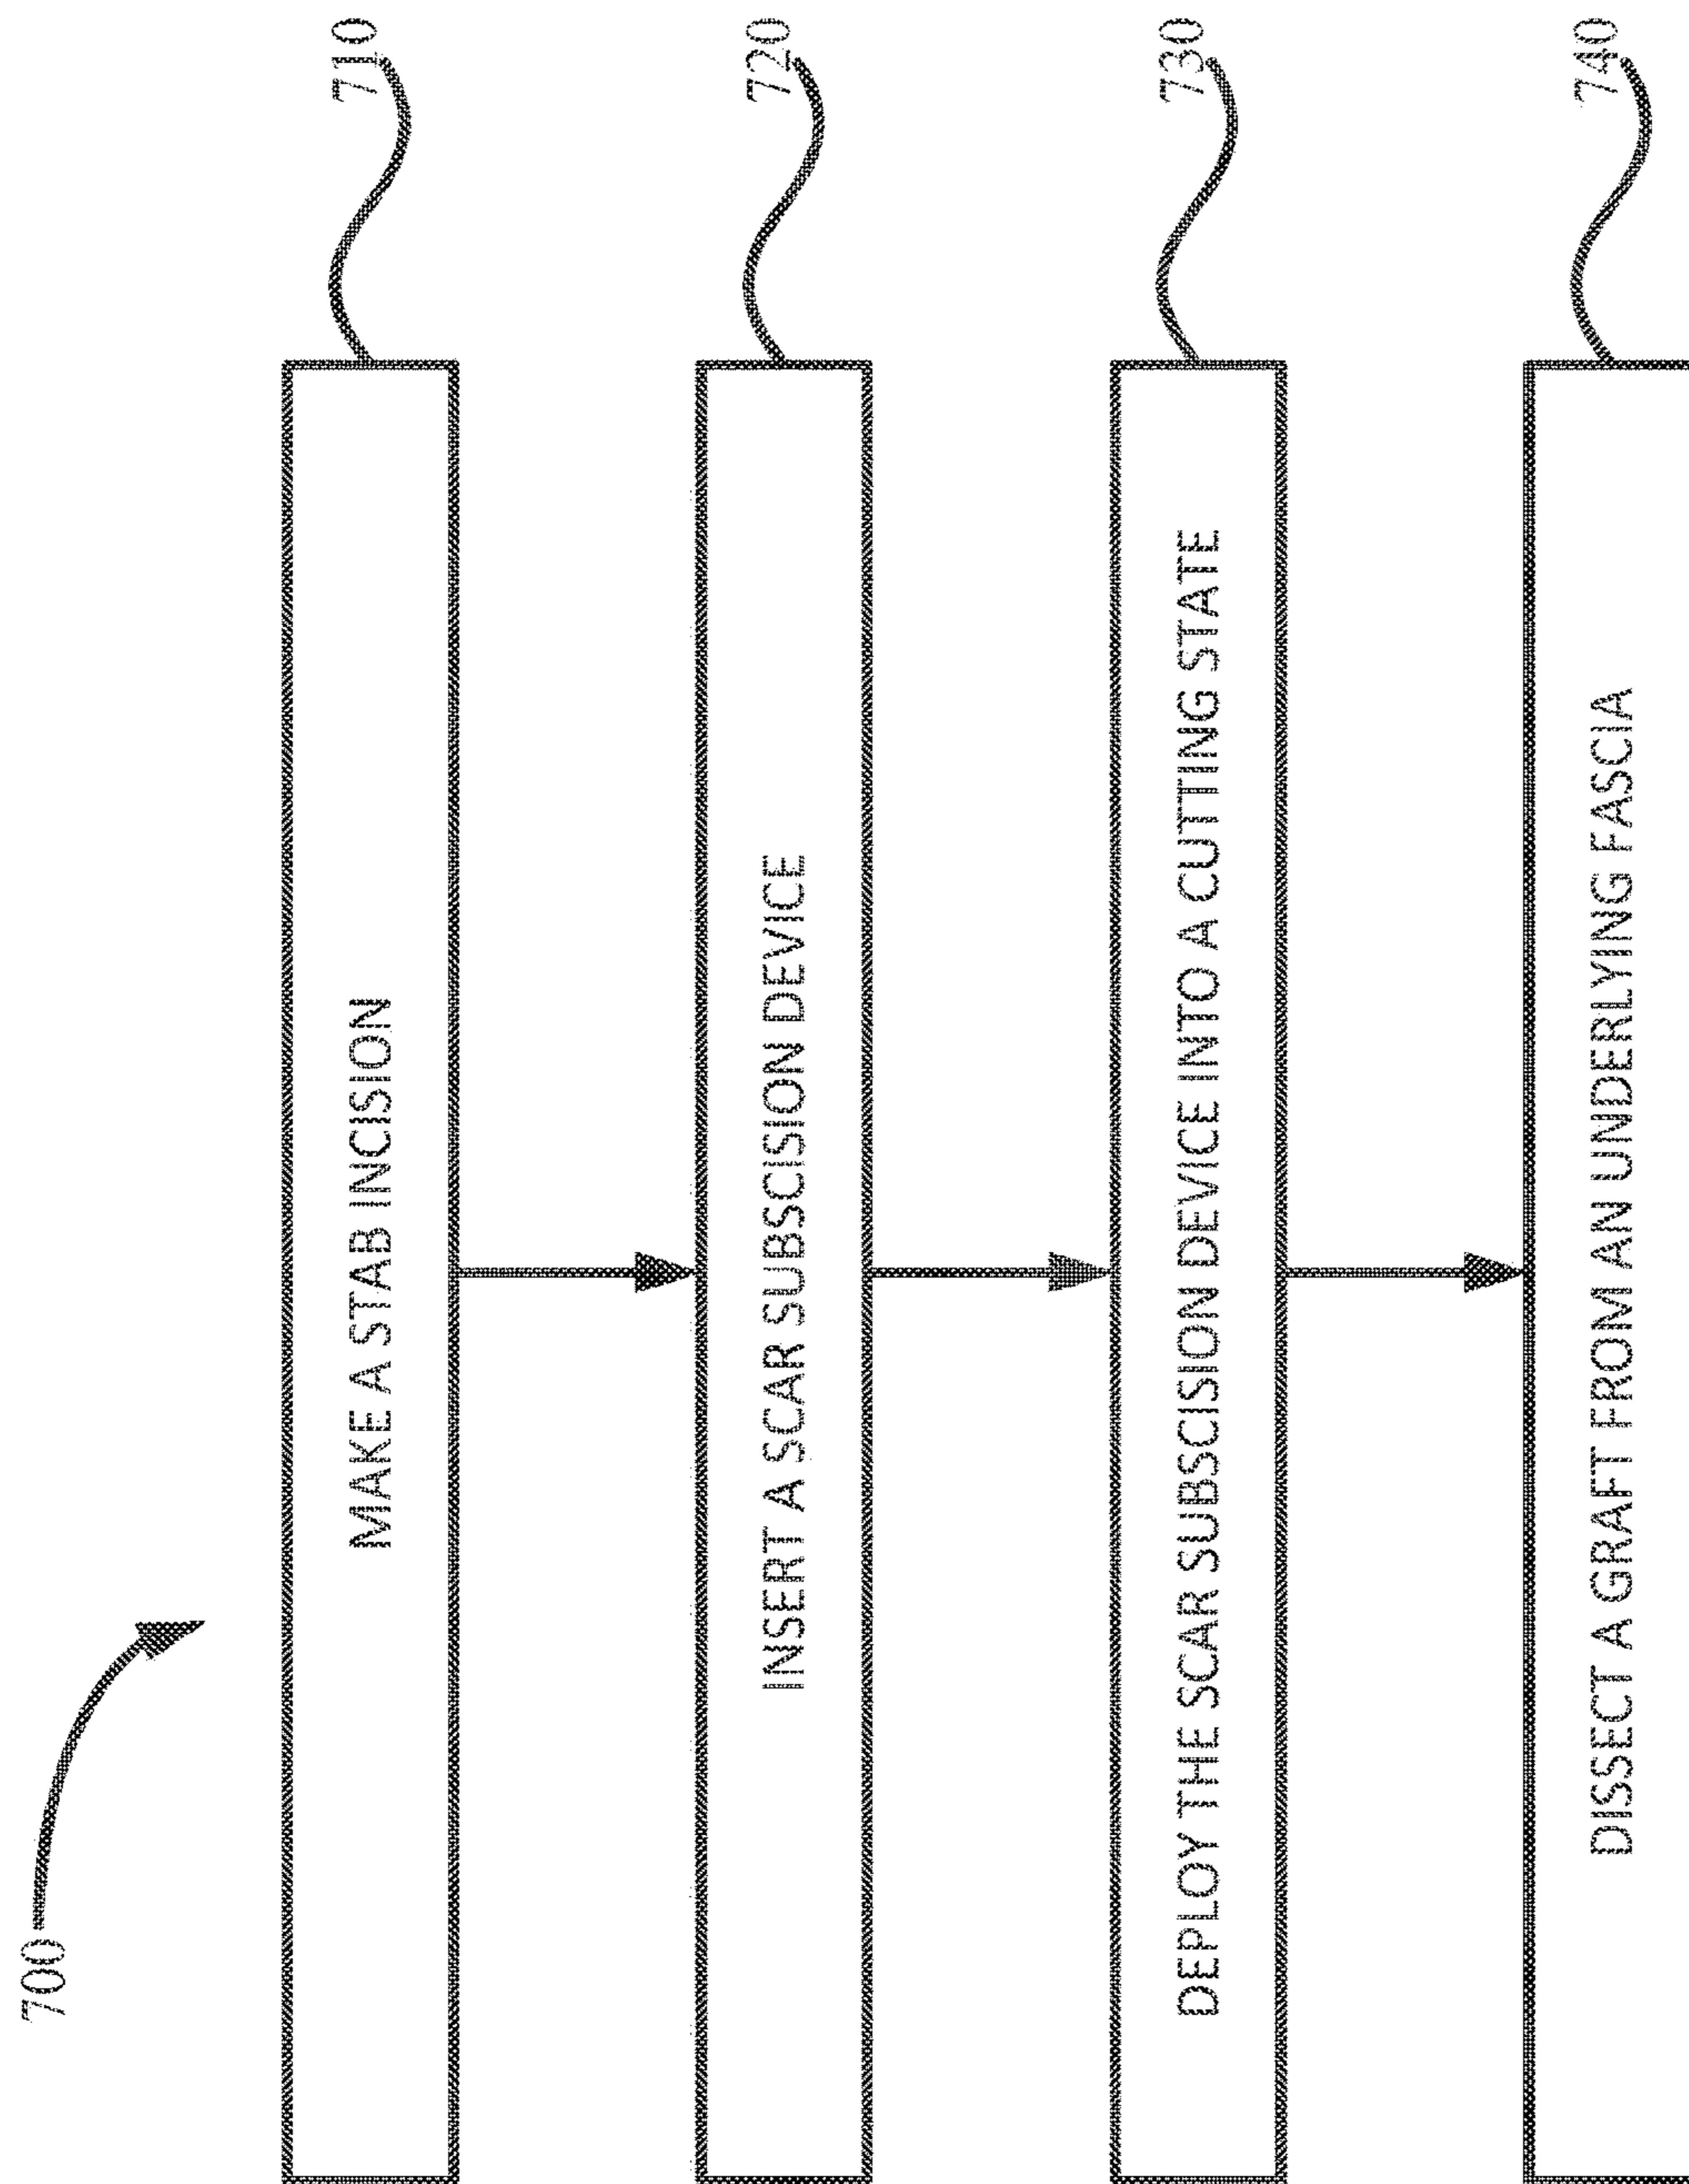 700
MAKE A STAB INCISION
710
INSERT A SCAR SUBSCISION DEVICE
720
DEPLOY THE SCAR SUBSCISION DEVICE INTO A CUTTING STATE
730
DISSECT A GRAFT FROM AN UNDERLYING FASCIA
740